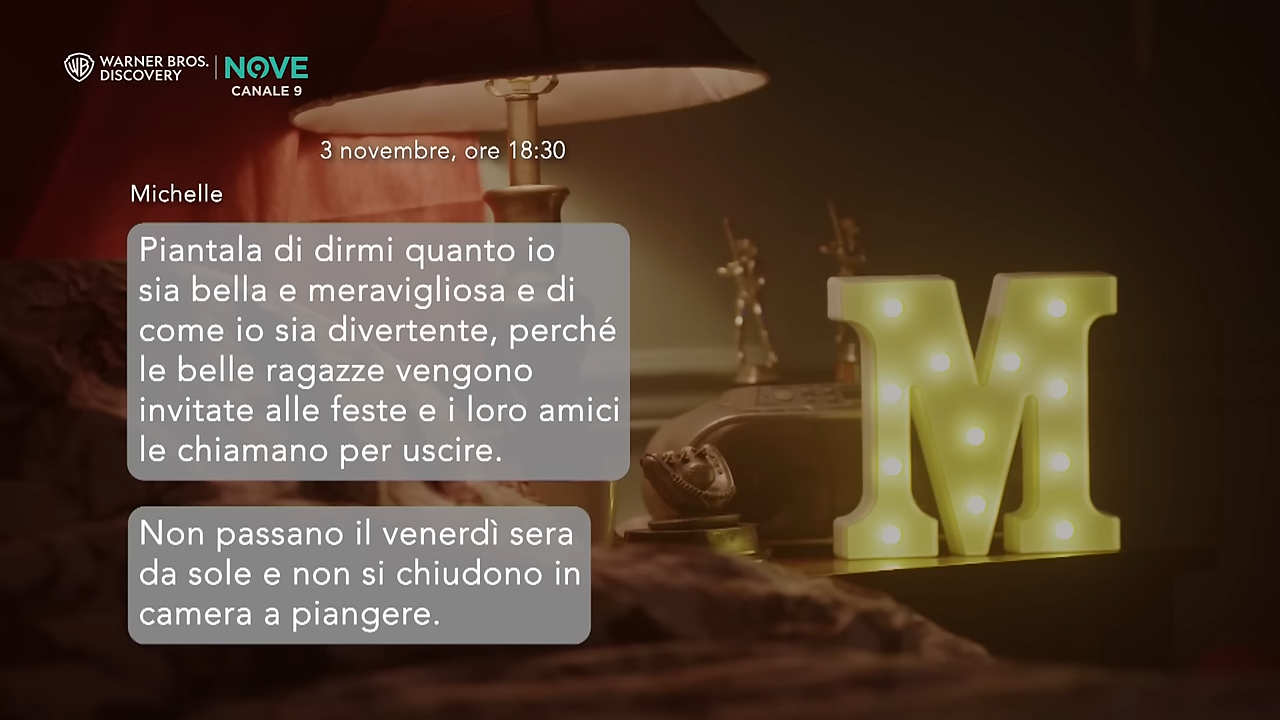 WARNER BROS.
DISCOVERY
NOVE
CANALE 9
3 novembre, ore 18:30
Michelle
Piantala di dirmi quanto io
sia bella e meravigliosa e di
come io sia divertente, perché
le belle ragazze vengono
invitate alle feste e i loro amici
le chiamano per uscire.
Non passano il venerdì sera
da sole e non si chiudono in
camera a piangere.
M